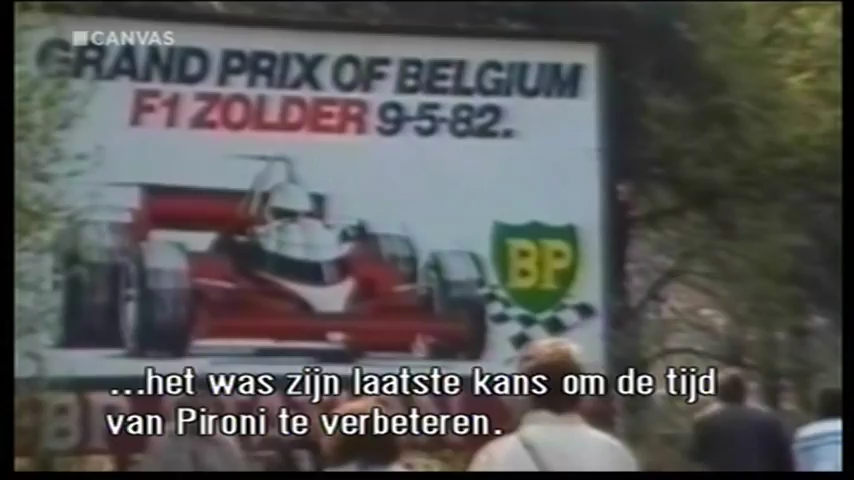 CANVAS
GRAND PRIX OF BELGIUM
F1 ZOLDER 9-5-82.
BP
...het was zijn laatste kans om de tijd
van Pironi te verbeteren.